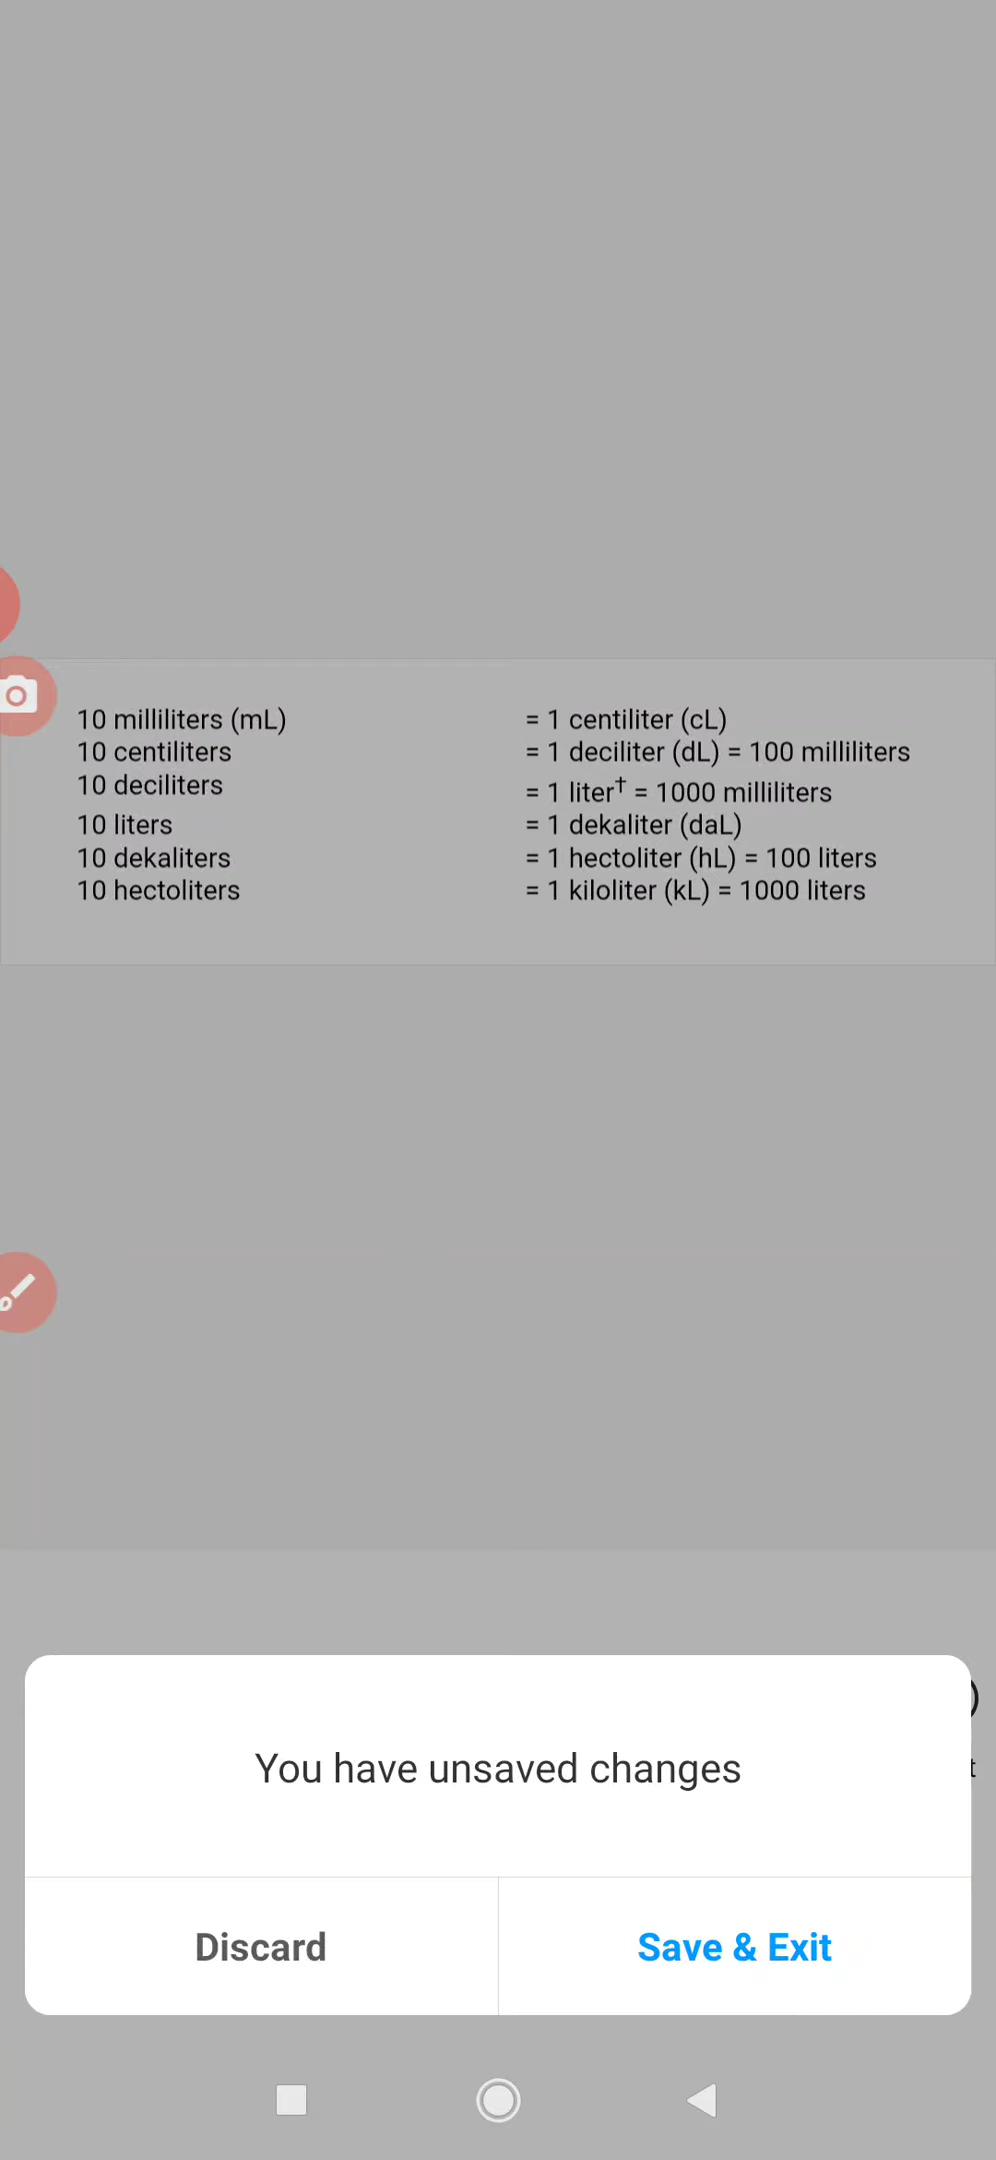 10 milliliters (mL) = 1 centiliter (cL)
10 centiliters = 1 deciliter (dL) = 100 milliliters
10 deciliters = 1 liter† = 1000 milliliters
10 liters = 1 dekaliter (daL)
10 dekaliters = 1 hectoliter (hL) = 100 liters
10 hectoliters = 1 kiloliter (kL) = 1000 liters
You have unsaved changes
Discard Save & Exit